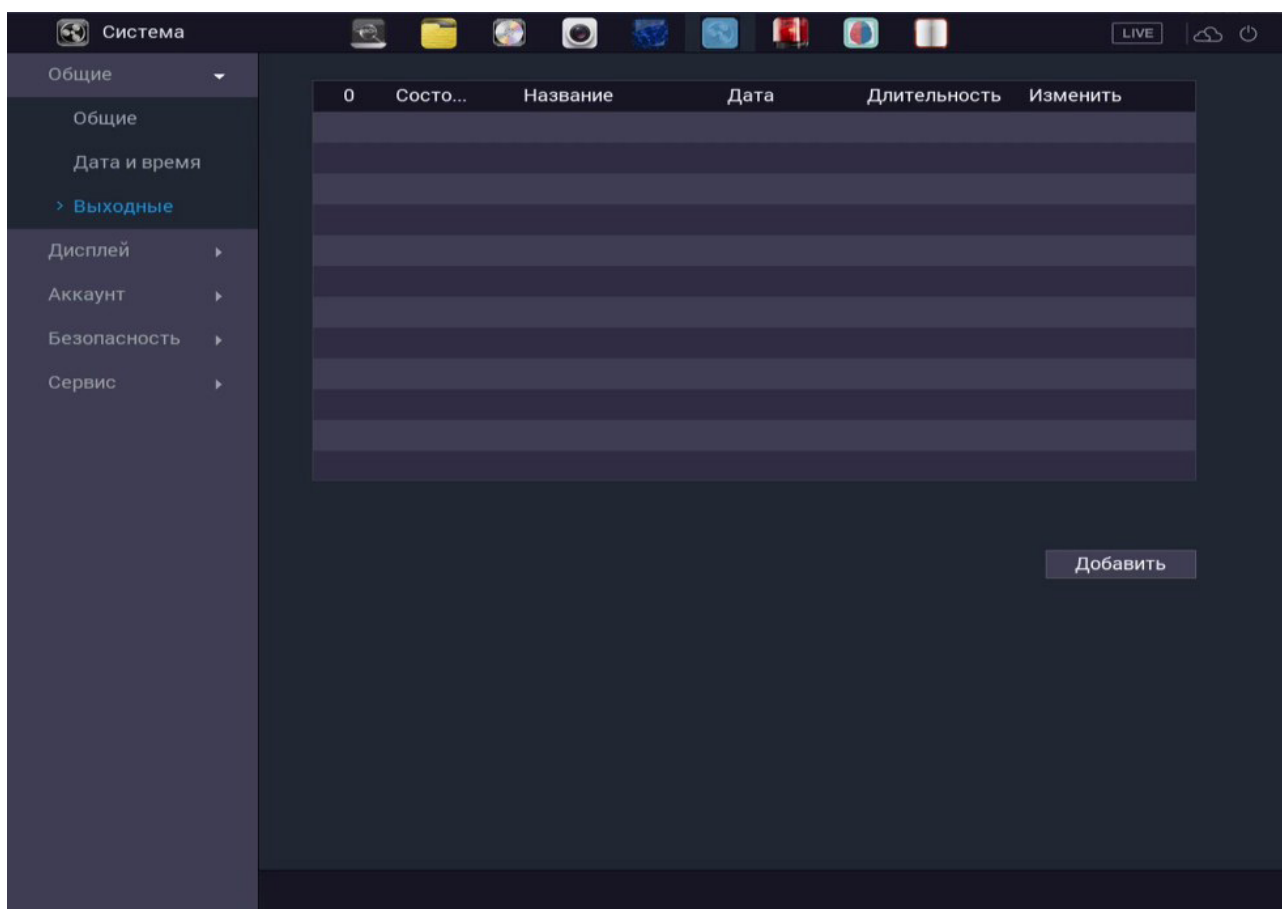 Система
LIVE
Общие
Общие
Дата и время
> Выходные
Дисплей
Аккаунт
Безопасность
Сервис
0 Состо... Название Дата Длительность Изменить
Добавить